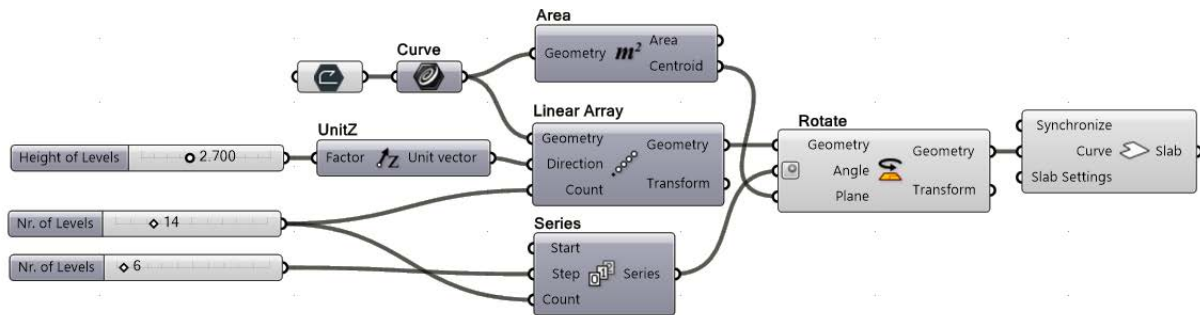 Area
Geometry m² Area
Centroid
Curve
Linear Array
Geometry Geometry
Direction
Count Transform
UnitZ
Factor Z Unit vector
Height of Levels 2.700
Nr. of Levels 14
Nr. of Levels 6
Series
Start
Step 012 Series
Count
Rotate
Geometry Geometry
Angle
Plane Transform
Synchronize
Curve Slab
Slab Settings